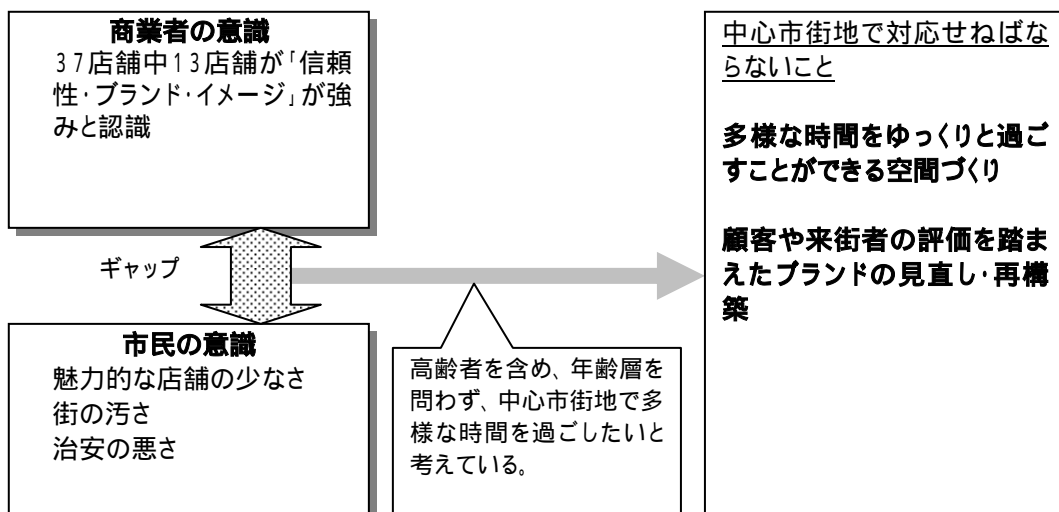 商業者の意識
37店舗中13店舗が「信頼
性・ブランド・イメージ」が強
みと認識
ギャップ
市民の意識
魅力的な店舗の少なさ
街の汚さ
治安の悪さ
高齢者を含め、年齢層を
問わず、中心市街地で多
様な時間を過ごしたいと
考えている。
中心市街地で対応せねばな
らないこと
多様な時間をゆっくりと過ご
すことができる空間づくり
顧客や来街者の評価を踏ま
えたブランドの見直し・再構
築